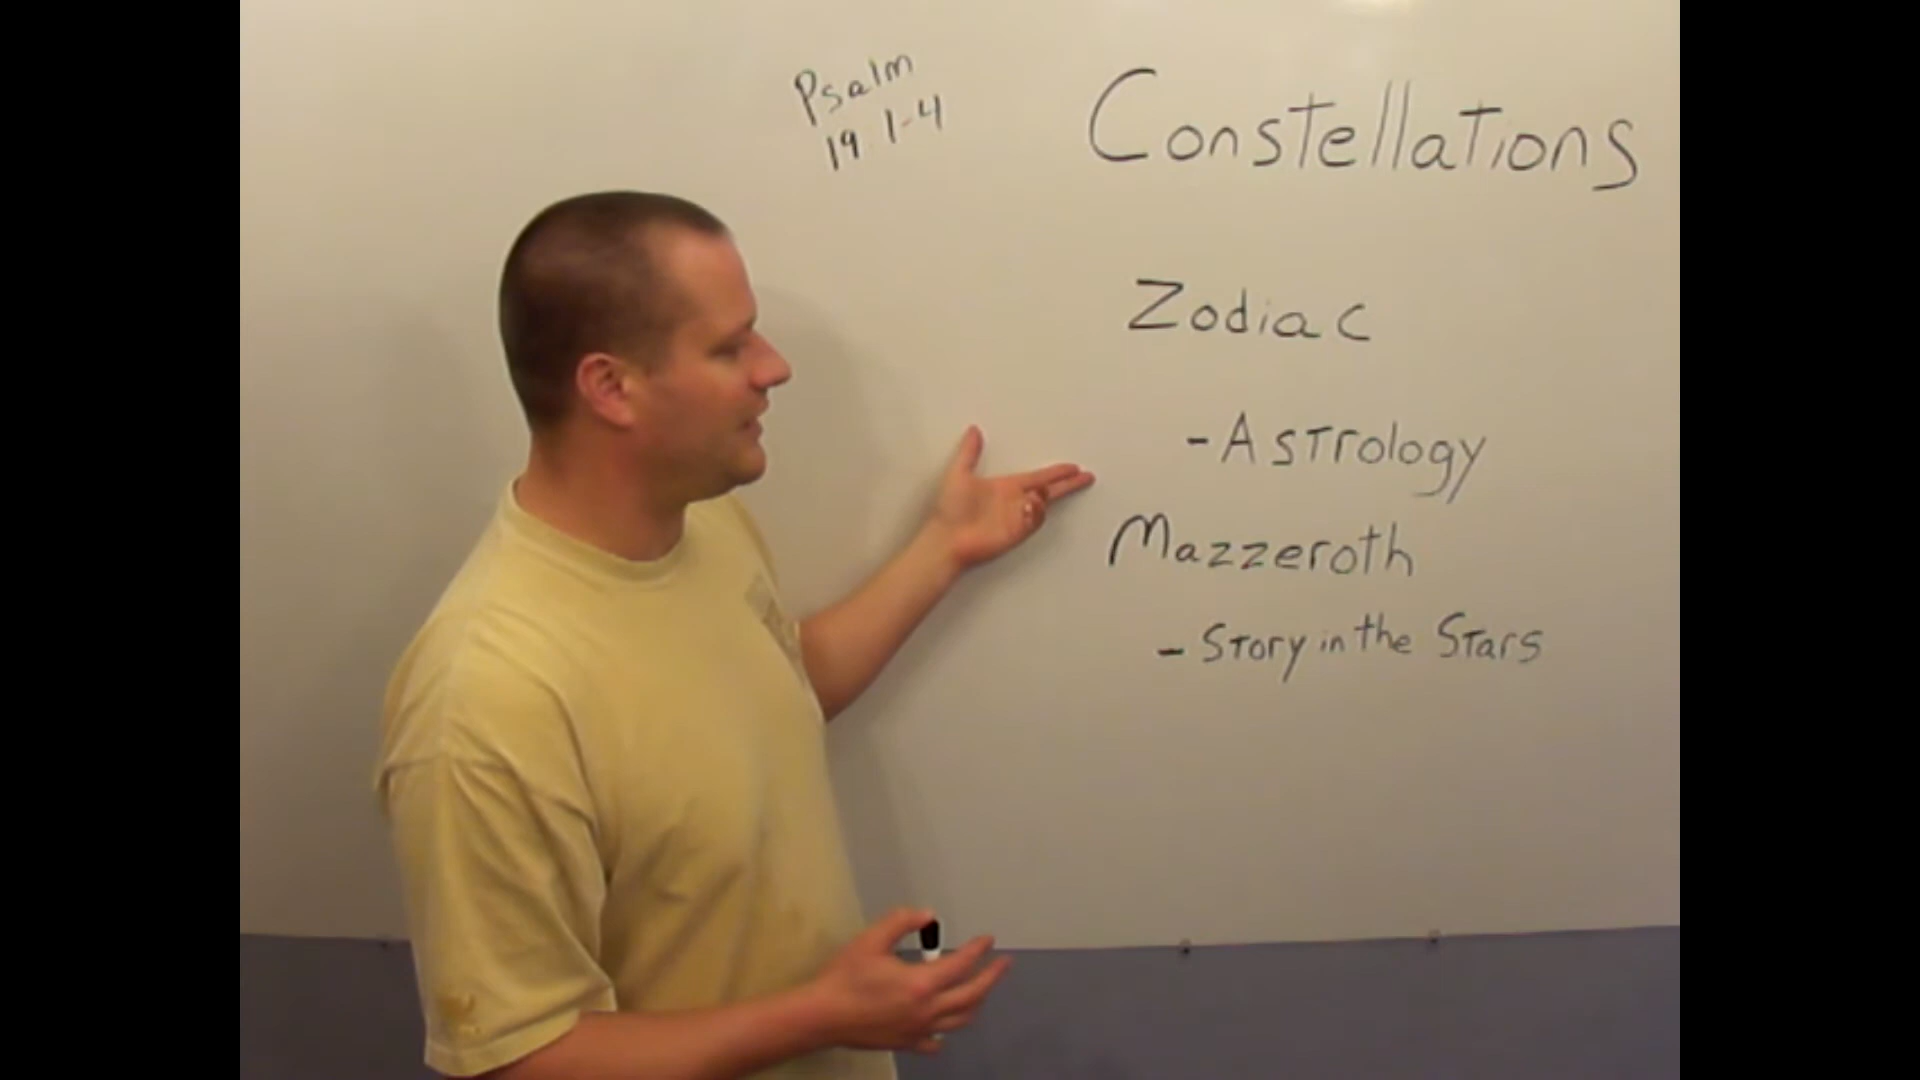 Psalm
19 1-4
Constellations
Zodiac
- Astrology
Mazzeroth
- Story in the Stars